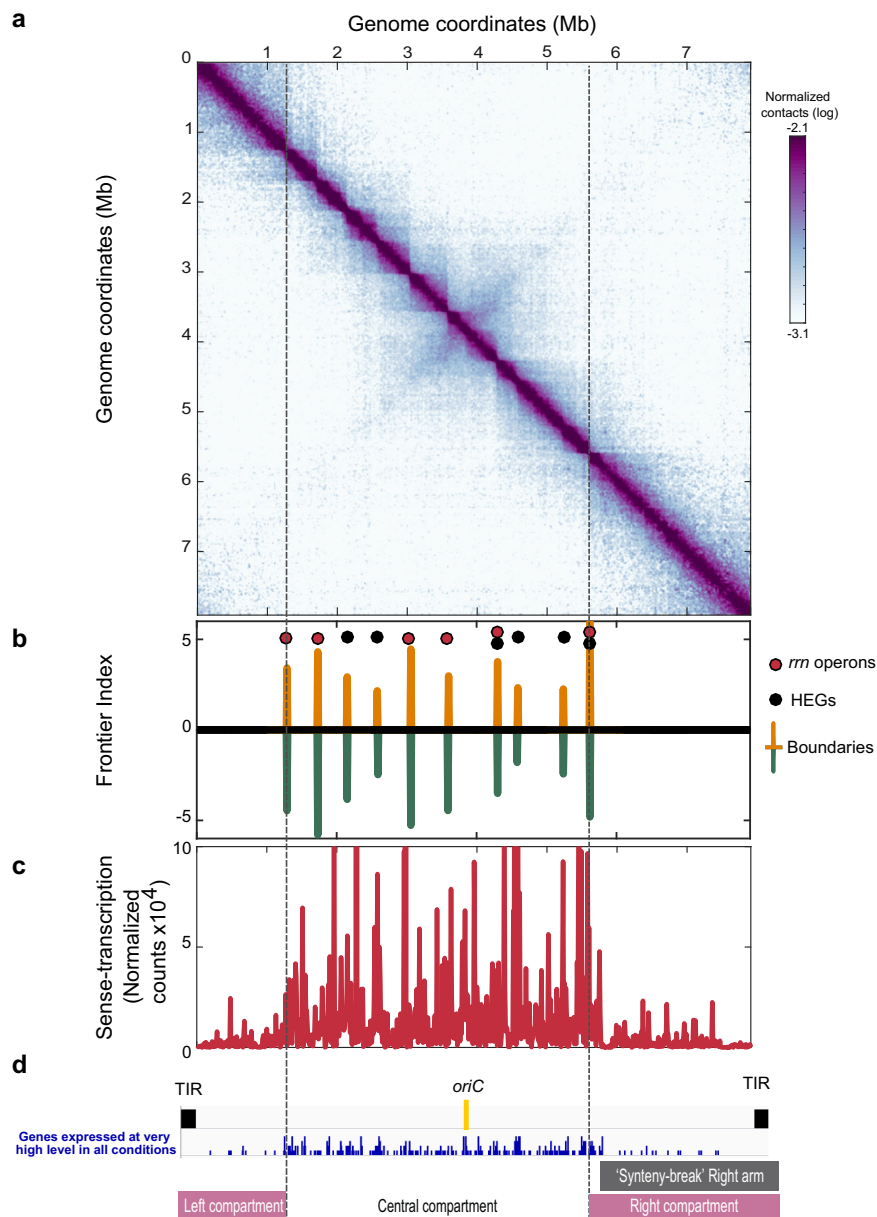 a
Genome coordinates (Mb)
1 2 3 4 5 6 7
Genome coordinates (Mb)
0
1
2
3
4
5
6
7
Normalized
contacts (log)
-2.1
-3.1
b
Frontier Index
5
0
-5
rrn operons
HEGs
Boundaries
c
Sense-transcription
(Normalized
counts x10⁴)
10
5
0
d
TIR
oriC
TIR
Genes expressed at very
high level in all conditions
'Synteny-break' Right arm
Left compartment
Central compartment
Right compartment